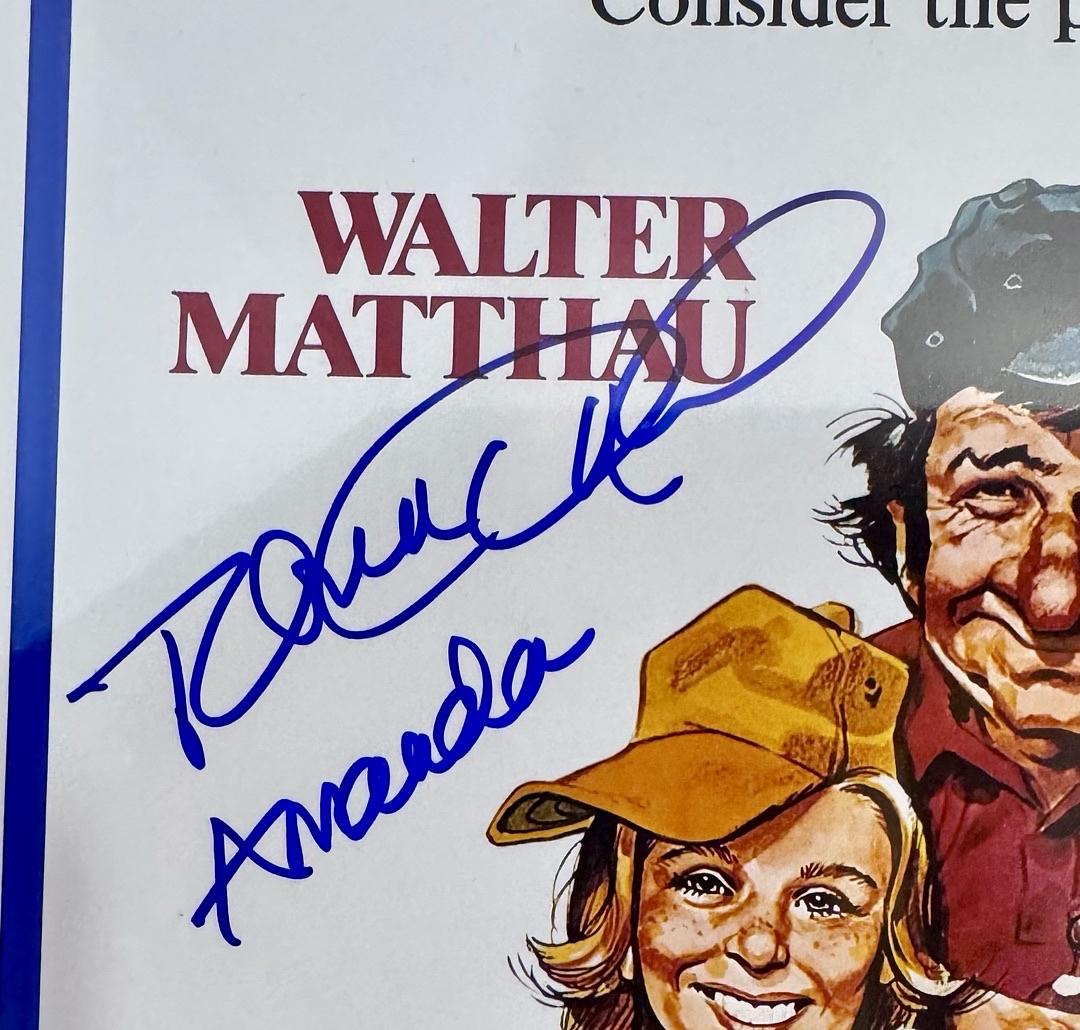 Consider the p
WALTER
MATTHAU
Amanda